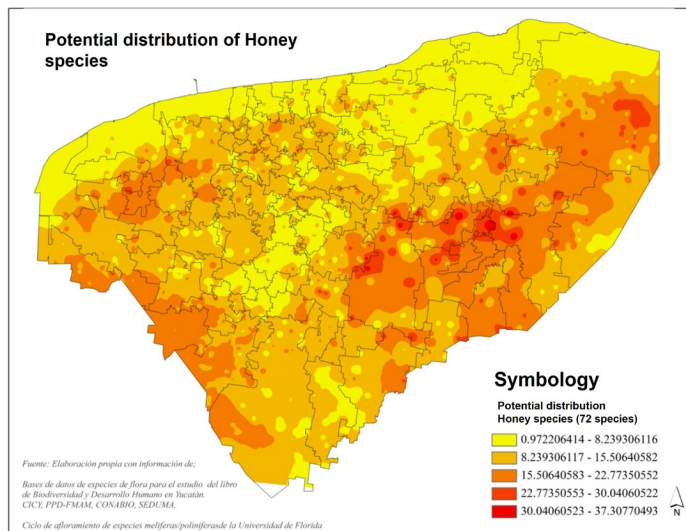 Potential distribution of Honey
species
Symbology
Potential distribution
Honey species (72 species)
0.972206414 - 8.239306116
8.239306117 - 15.50640582
15.50640583 - 22.77350552
22.77350553 - 30.04060522
30.04060523 - 37.30770493
N
Fuente: Elaboración propia con información de;
Bases de datos de especies de flora para el estudio del libro
de Biodiversidad y Desarrollo Humano en Yucatán.
CICY, PPD-FMAM, CONABIO, SEDUMA.
Ciclo de afloramiento de especies melíferas/poliníferasde la Universidad de Florida